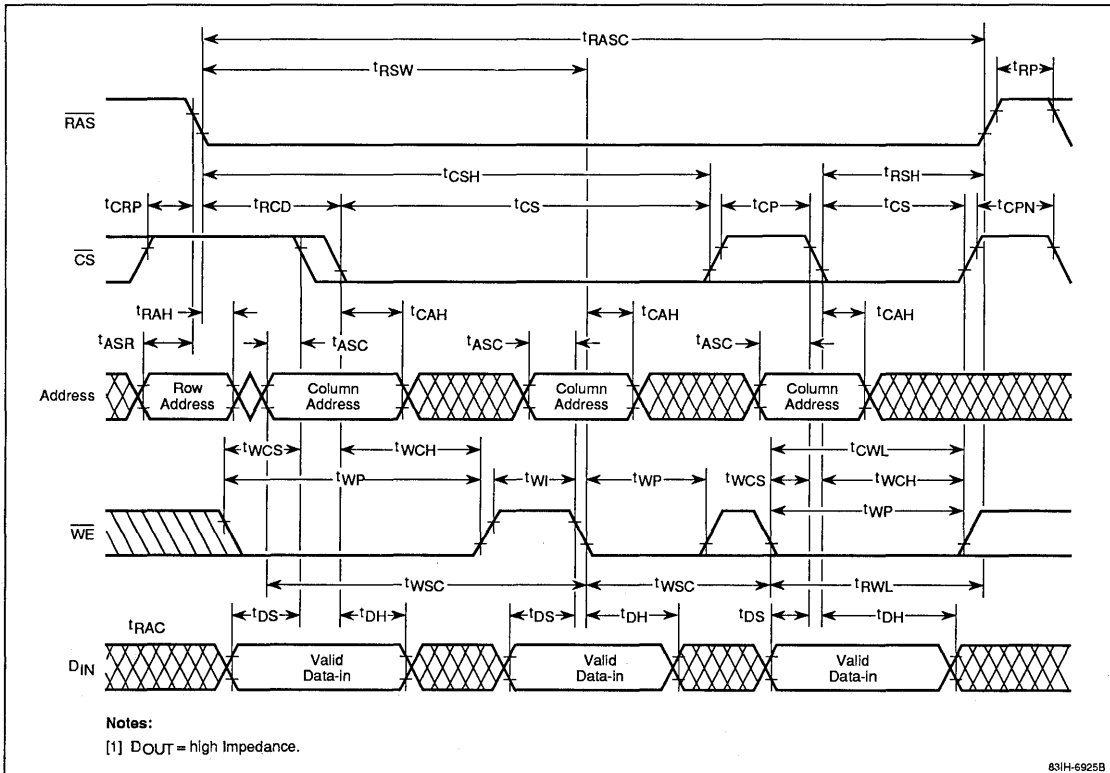 tRASC
tRSW
tRP
RAS
tCSH
tRSH
tCRP
tRCD
tCS
tCP
tCS
tCPN
CS
tRAH
tCAH
tCAH
tCAH
tASR
tASC
tASC
tASC
Address
Row Address
Column Address
Column Address
Column Address
tWCS
tWCH
tCWL
tWP
tWI
tWP
tWCS
tWCH
tWP
WE
tWSC
tWSC
tRWL
tRAC
tDS
tDH
tDS
tDH
tDS
tDH
DIN
Valid Data-in
Valid Data-in
Valid Data-in
Notes:
[1] DOUT = high Impedance.
83IH-6925B